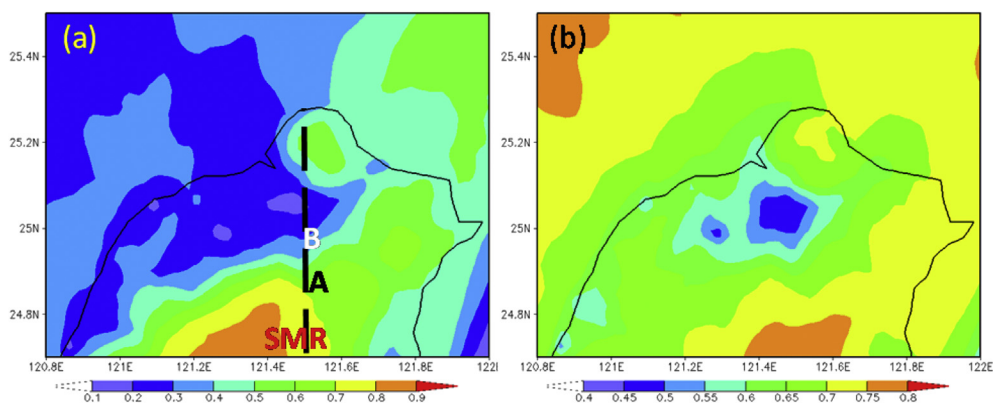 (a)
25.4N
25.2N
25N
24.8N
B
A
SMR
120.8E 121E 121.2E 121.4E 121.6E 121.8E 122E
0.1 0.2 0.3 0.4 0.5 0.6 0.7 0.8 0.9
(b)
25.4N
25.2N
25N
24.8N
120.8E 121E 121.2E 121.4E 121.6E 121.8E 122E
0.4 0.45 0.5 0.55 0.6 0.65 0.7 0.75 0.8